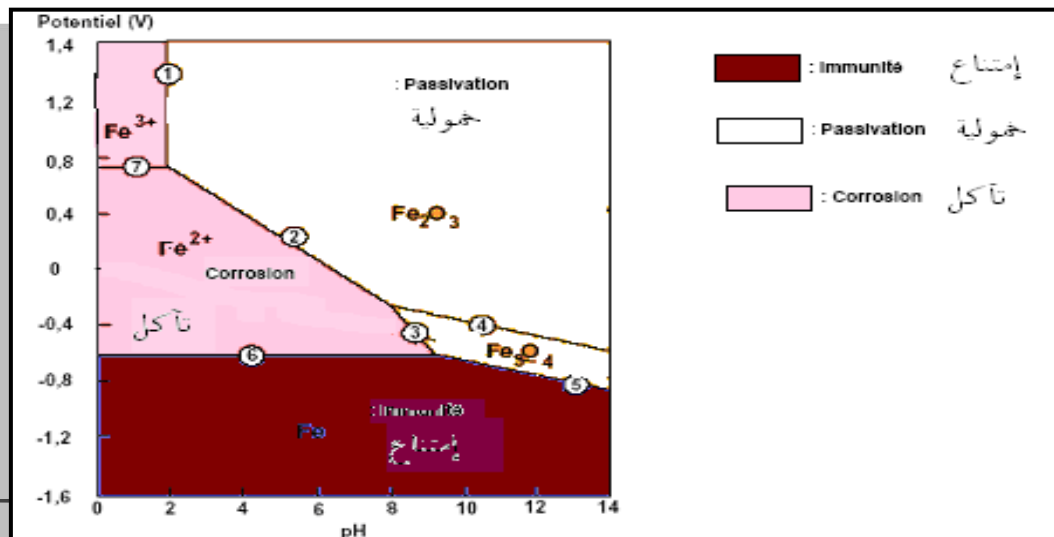 Potentiel (V)
1,4
1,2
0,8
0,4
0
-0,4
-0,8
-1,2
-1,6
0 2 4 6 8 10 12 14
pH
1
: Passivation
خمولية
Fe3+
7
Fe2+
2
Fe2O3
Corrosion
تآكل
3
4
Fe3O4
6
5
: Immunité
Fe
إمتناع
: Immunité إمتناع
: Passivation خمولية
: Corrosion تآكل